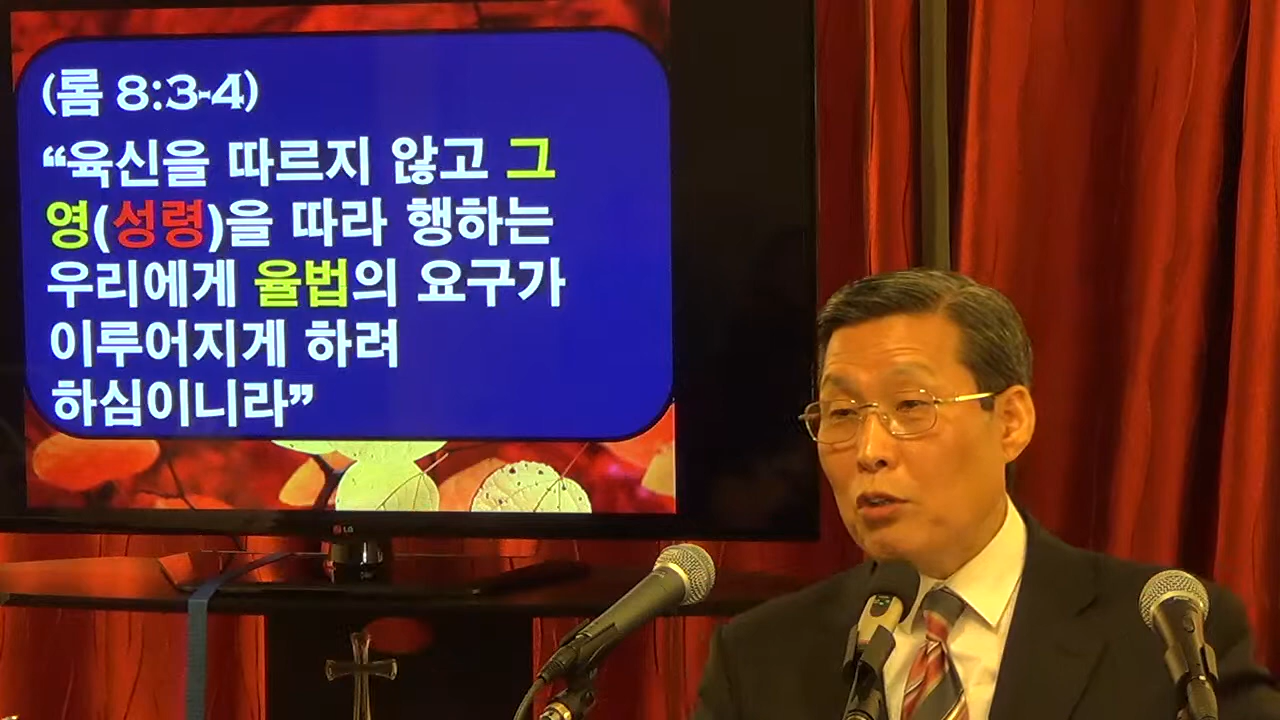 (롬 8:3-4)
“육신을 따르지 않고 그
영(성령)을 따라 행하는
우리에게 율법의 요구가
이루어지게 하려
하심이니라”
LG